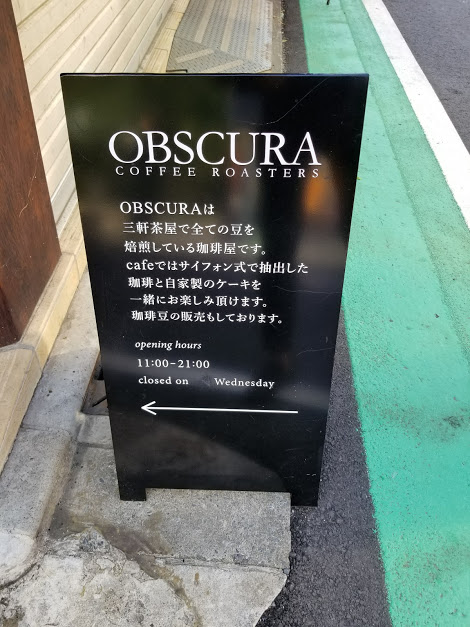 OBSCURA
COFFEE ROASTERS
OBSCURAは
三軒茶屋で全ての豆を
焙煎している珈琲屋です。
cafeではサイフォン式で抽出した
珈琲と自家製のケーキを
一緒にお楽しみ頂けます。
珈琲豆の販売もしております。
opening hours
11:00-21:00
closed on Wednesday